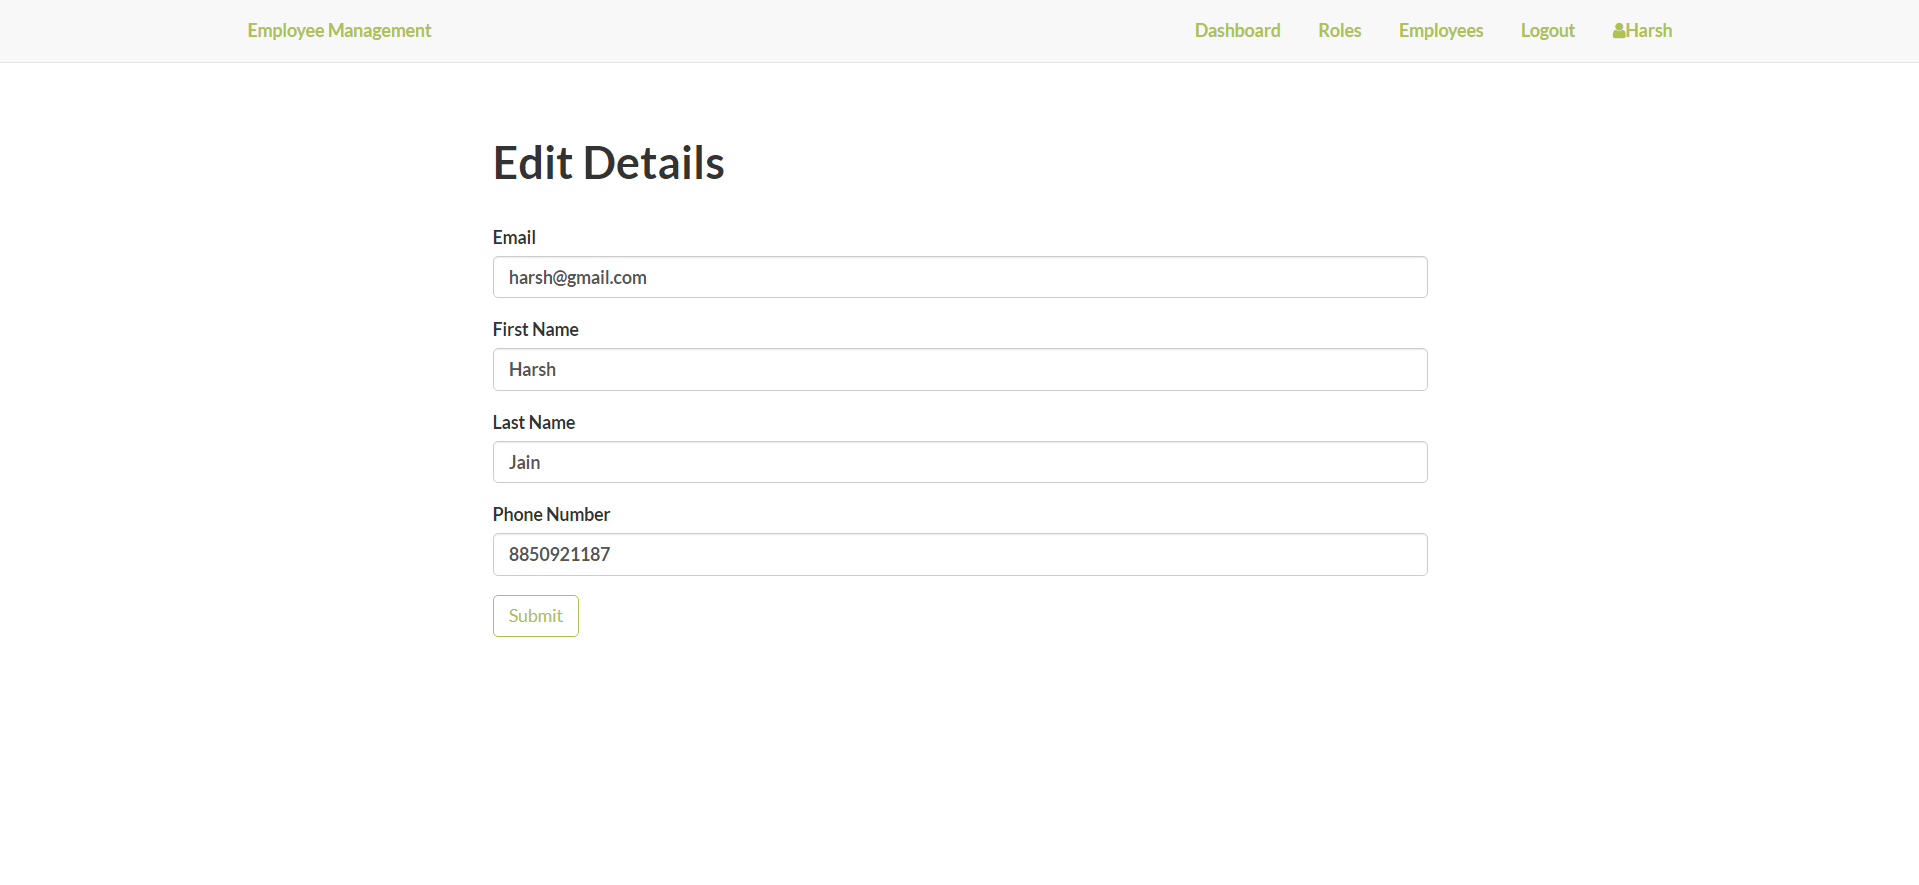 Employee Management Dashboard Roles Employees Logout Harsh
Edit Details
Email
harsh@gmail.com
First Name
Harsh
Last Name
Jain
Phone Number
8850921187
Submit